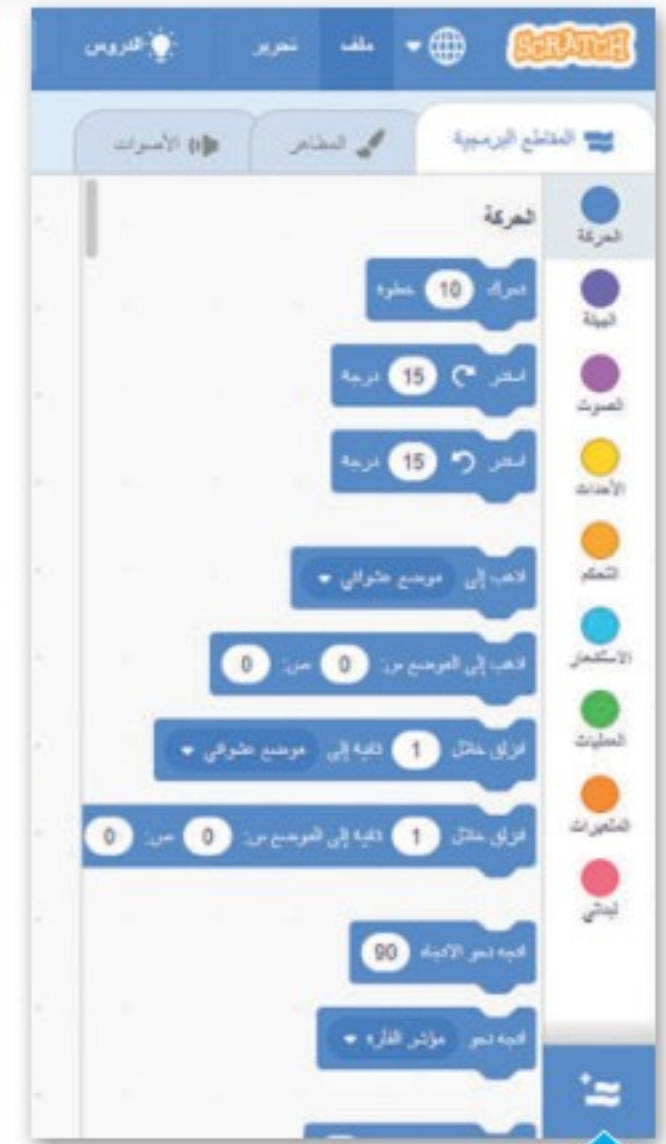 SCRATCH ملف تحرير الدروس
المقاطع البرمجية المظاهر الأصوات
الحركة
الهيئة
الصوت
الأحداث
التحكم
الاستشعار
العمليات
المتغيرات
لبناتي
الحركة
تحرك 10 خطوة
استدر 15 درجة
استدر 15 درجة
اذهب إلى موضع عشوائي
اذهب إلى الموضع س: 0 ص: 0
انزلق خلال 1 ثانية إلى موضع عشوائي
انزلق خلال 1 ثانية إلى الموضع س: 0 ص: 0
اتجه نحو الاتجاه 90
اتجه نحو مؤشر الفأرة